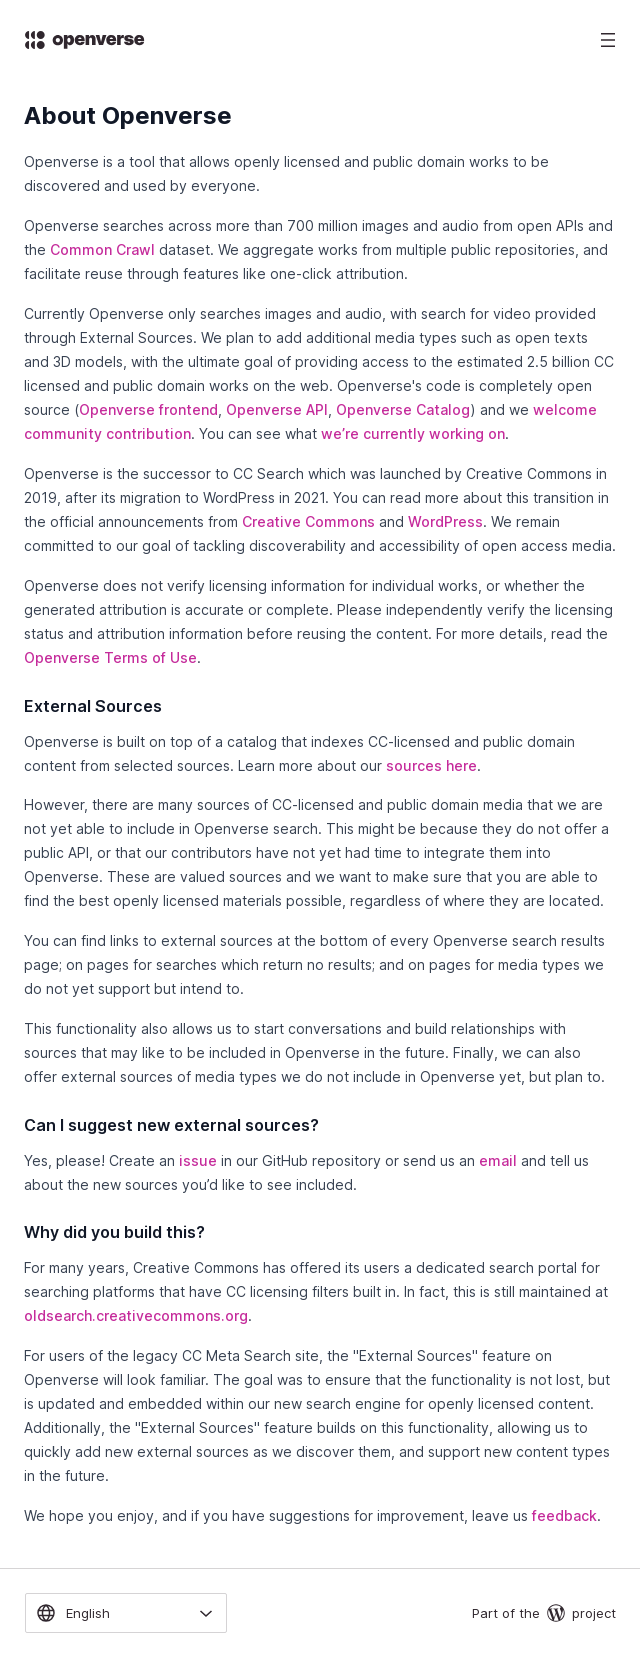 openverse
About Openverse
Openverse is a tool that allows openly licensed and public domain works to be
discovered and used by everyone.
Openverse searches across more than 700 million images and audio from open APIs and
the Common Crawl dataset. We aggregate works from multiple public repositories, and
facilitate reuse through features like one-click attribution.
Currently Openverse only searches images and audio, with search for video provided
through External Sources. We plan to add additional media types such as open texts
and 3D models, with the ultimate goal of providing access to the estimated 2.5 billion CC
licensed and public domain works on the web. Openverse's code is completely open
source (Openverse frontend, Openverse API, Openverse Catalog) and we welcome
community contribution. You can see what we’re currently working on.
Openverse is the successor to CC Search which was launched by Creative Commons in
2019, after its migration to WordPress in 2021. You can read more about this transition in
the official announcements from Creative Commons and WordPress. We remain
committed to our goal of tackling discoverability and accessibility of open access media.
Openverse does not verify licensing information for individual works, or whether the
generated attribution is accurate or complete. Please independently verify the licensing
status and attribution information before reusing the content. For more details, read the
Openverse Terms of Use.
External Sources
Openverse is built on top of a catalog that indexes CC-licensed and public domain
content from selected sources. Learn more about our sources here.
However, there are many sources of CC-licensed and public domain media that we are
not yet able to include in Openverse search. This might be because they do not offer a
public API, or that our contributors have not yet had time to integrate them into
Openverse. These are valued sources and we want to make sure that you are able to
find the best openly licensed materials possible, regardless of where they are located.
You can find links to external sources at the bottom of every Openverse search results
page; on pages for searches which return no results; and on pages for media types we
do not yet support but intend to.
This functionality also allows us to start conversations and build relationships with
sources that may like to be included in Openverse in the future. Finally, we can also
offer external sources of media types we do not include in Openverse yet, but plan to.
Can I suggest new external sources?
Yes, please! Create an issue in our GitHub repository or send us an email and tell us
about the new sources you’d like to see included.
Why did you build this?
For many years, Creative Commons has offered its users a dedicated search portal for
searching platforms that have CC licensing filters built in. In fact, this is still maintained at
oldsearch.creativecommons.org.
For users of the legacy CC Meta Search site, the "External Sources" feature on
Openverse will look familiar. The goal was to ensure that the functionality is not lost, but
is updated and embedded within our new search engine for openly licensed content.
Additionally, the "External Sources" feature builds on this functionality, allowing us to
quickly add new external sources as we discover them, and support new content types
in the future.
We hope you enjoy, and if you have suggestions for improvement, leave us feedback.
English
Part of the project